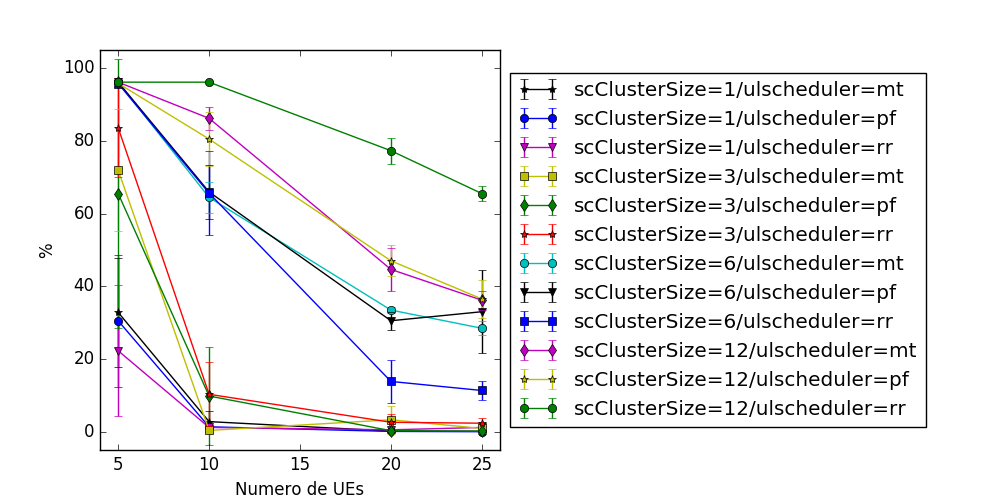 100
80
60
40
20
0
%
5
10
15
20
25
Numero de UEs
scClusterSize=1/ulscheduler=mt
scClusterSize=1/ulscheduler=pf
scClusterSize=1/ulscheduler=rr
scClusterSize=3/ulscheduler=mt
scClusterSize=3/ulscheduler=pf
scClusterSize=3/ulscheduler=rr
scClusterSize=6/ulscheduler=mt
scClusterSize=6/ulscheduler=pf
scClusterSize=6/ulscheduler=rr
scClusterSize=12/ulscheduler=mt
scClusterSize=12/ulscheduler=pf
scClusterSize=12/ulscheduler=rr